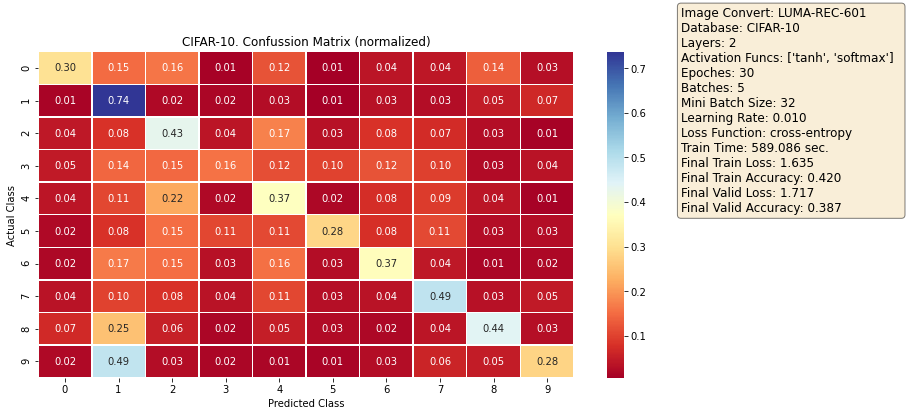 CIFAR-10. Confussion Matrix (normalized)
Actual Class
0 0.30 0.15 0.16 0.01 0.12 0.01 0.04 0.04 0.14 0.03
1 0.01 0.74 0.02 0.02 0.03 0.01 0.03 0.03 0.05 0.07
2 0.04 0.08 0.43 0.04 0.17 0.03 0.08 0.07 0.03 0.01
3 0.05 0.14 0.15 0.16 0.12 0.10 0.12 0.10 0.03 0.04
4 0.04 0.11 0.22 0.02 0.37 0.02 0.08 0.09 0.04 0.01
5 0.02 0.08 0.15 0.11 0.11 0.28 0.08 0.11 0.03 0.03
6 0.02 0.17 0.15 0.03 0.16 0.03 0.37 0.04 0.01 0.02
7 0.04 0.10 0.08 0.04 0.11 0.03 0.04 0.49 0.03 0.05
8 0.07 0.25 0.06 0.02 0.05 0.03 0.02 0.04 0.44 0.03
9 0.02 0.49 0.03 0.02 0.01 0.01 0.03 0.06 0.05 0.28
0 1 2 3 4 5 6 7 8 9
Predicted Class
0.7
0.6
0.5
0.4
0.3
0.2
0.1
Image Convert: LUMA-REC-601
Database: CIFAR-10
Layers: 2
Activation Funcs: ['tanh', 'softmax']
Epoches: 30
Batches: 5
Mini Batch Size: 32
Learning Rate: 0.010
Loss Function: cross-entropy
Train Time: 589.086 sec.
Final Train Loss: 1.635
Final Train Accuracy: 0.420
Final Valid Loss: 1.717
Final Valid Accuracy: 0.387